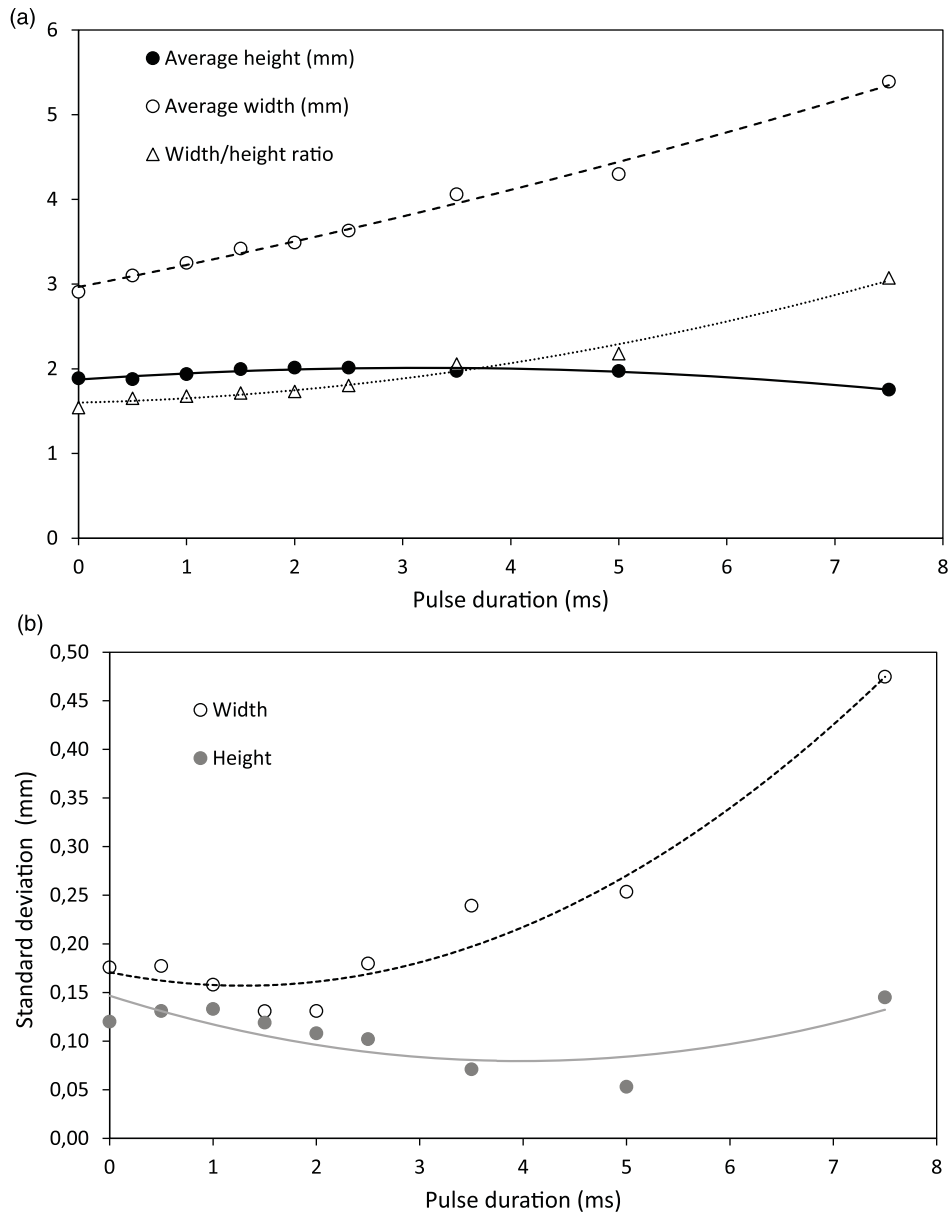 (a)
6
5
4
3
2
1
0
Average height (mm)
Average width (mm)
Width/height ratio
0 1 2 3 4 5 6 7 8
Pulse duration (ms)
(b)
0,50
0,45
0,40
0,35
0,30
0,25
0,20
0,15
0,10
0,05
0,00
Standard deviation (mm)
Width
Height
0 1 2 3 4 5 6 7 8
Pulse duration (ms)